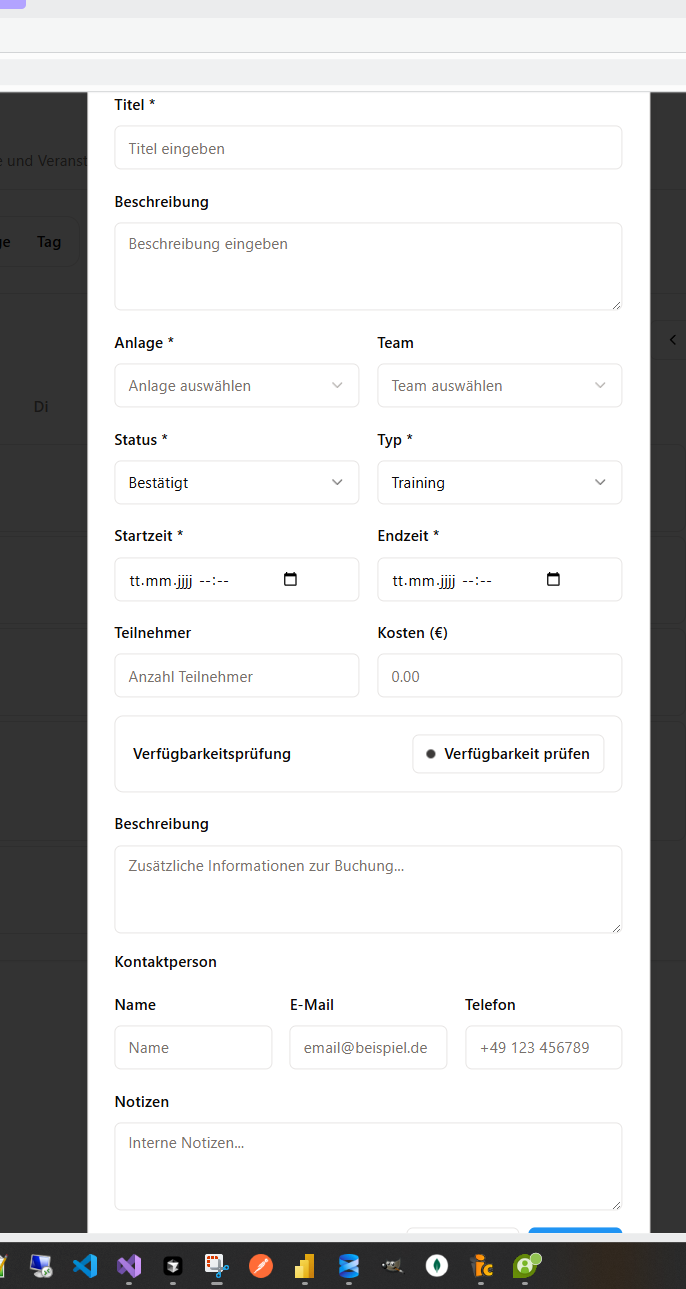 Titel *
Titel eingeben
e und Veranst
Beschreibung
Beschreibung eingeben
ge Tag
Anlage * Team
Anlage auswählen Team auswählen
Di
Status * Typ *
Bestätigt Training
Startzeit * Endzeit *
tt.mm.jjjj --:-- tt.mm.jjjj --:--
Teilnehmer Kosten (€)
Anzahl Teilnehmer 0.00
Verfügbarkeitsprüfung Verfügbarkeit prüfen
Beschreibung
Zusätzliche Informationen zur Buchung...
Kontaktperson
Name E-Mail Telefon
Name email@beispiel.de +49 123 456789
Notizen
Interne Notizen...